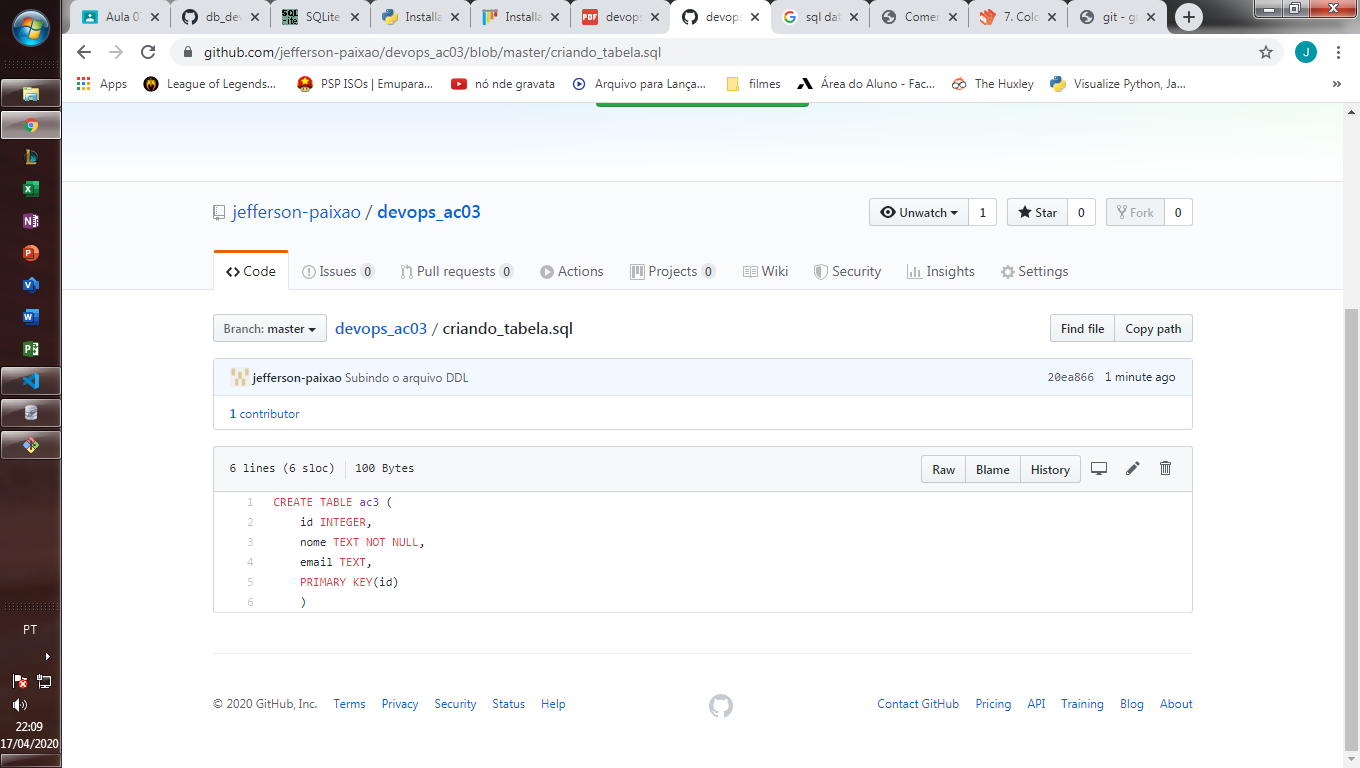 Aula 0
db_dev
SQLite
Installa
Installa
devops
devops
sql dat
Comer
7. Colo
git - g
github.com/jefferson-paixao/devops_ac03/blob/master/criando_tabela.sql
J
Apps
League of Legends...
PSP ISOs | Emupara...
nó nde gravata
Arquivo para Lança...
filmes
Área do Aluno - Fac...
The Huxley
Visualize Python, Ja...
»
jefferson-paixao / devops_ac03
Unwatch 1
Star 0
Fork 0
Code
Issues 0
Pull requests 0
Actions
Projects 0
Wiki
Security
Insights
Settings
Branch: master
devops_ac03 / criando_tabela.sql
Find file
Copy path
jefferson-paixao Subindo o arquivo DDL
20ea866 1 minute ago
1 contributor
6 lines (6 sloc) 100 Bytes
Raw
Blame
History
1 CREATE TABLE ac3 (
2 id INTEGER,
3 nome TEXT NOT NULL,
4 email TEXT,
5 PRIMARY KEY(id)
6 )
© 2020 GitHub, Inc.
Terms
Privacy
Security
Status
Help
Contact GitHub
Pricing
API
Training
Blog
About
PT
22:09
17/04/2020